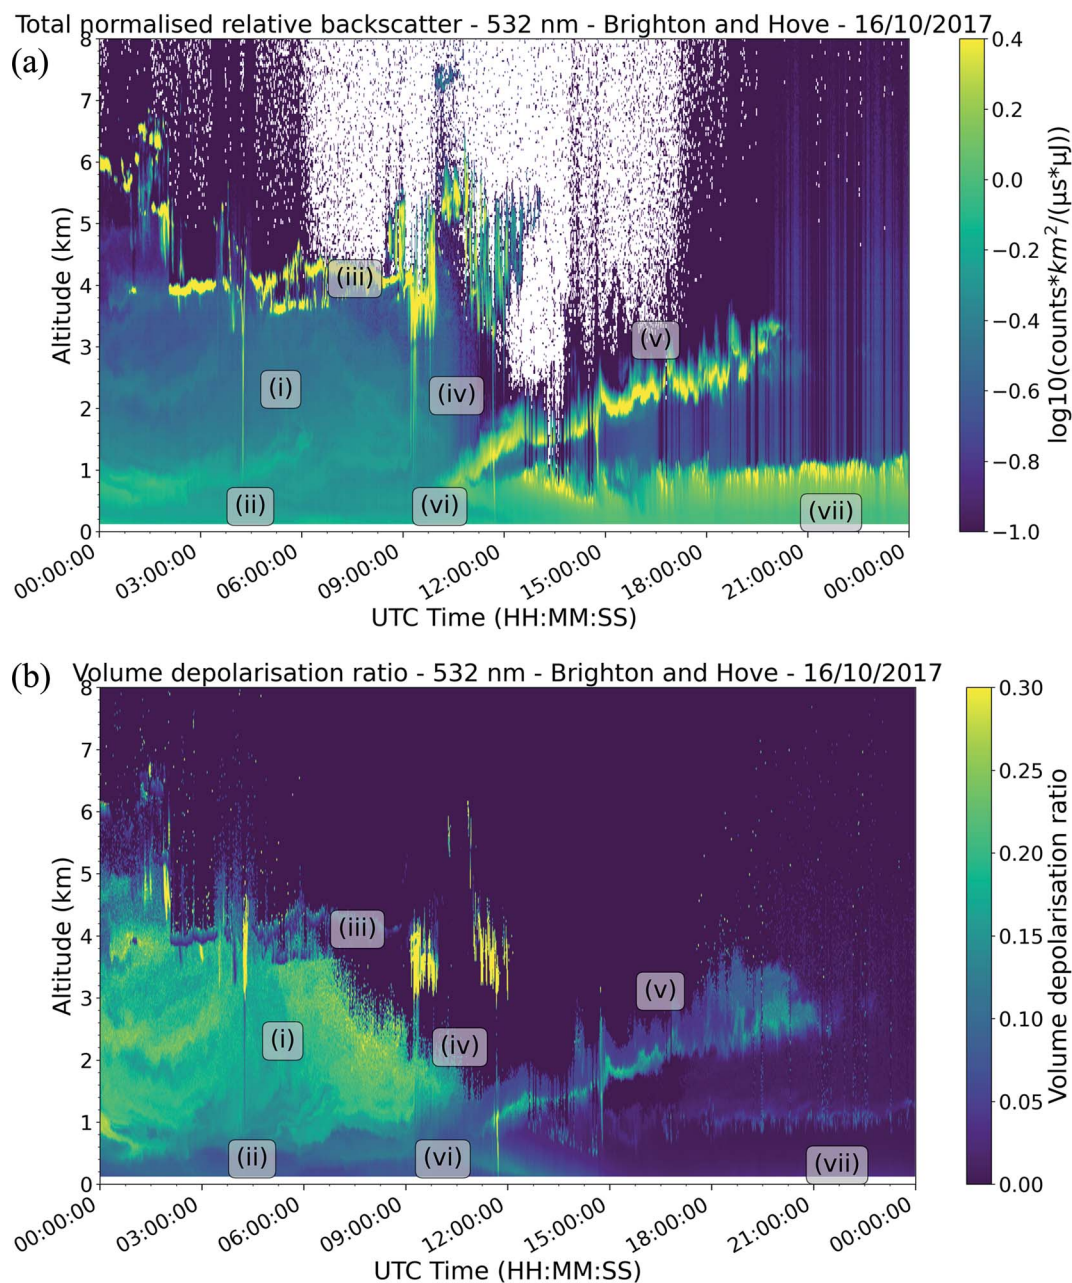 Total normalised relative backscatter - 532 nm - Brighton and Hove - 16/10/2017
(a)
8
7
6
5
4
3
2
1
0
Altitude (km)
(i)
(ii)
(iii)
(iv)
(v)
(vi)
(vii)
00:00:00
03:00:00
06:00:00
09:00:00
12:00:00
15:00:00
18:00:00
21:00:00
00:00:00
UTC Time (HH:MM:SS)
0.4
0.2
0.0
−0.2
−0.4
−0.6
−0.8
−1.0
log10(counts*km²/(μs*μJ))
(b)
Volume depolarisation ratio - 532 nm - Brighton and Hove - 16/10/2017
8
7
6
5
4
3
2
1
0
Altitude (km)
(i)
(ii)
(iii)
(iv)
(v)
(vi)
(vii)
00:00:00
03:00:00
06:00:00
09:00:00
12:00:00
15:00:00
18:00:00
21:00:00
00:00:00
UTC Time (HH:MM:SS)
0.30
0.25
0.20
0.15
0.10
0.05
0.00
Volume depolarisation ratio